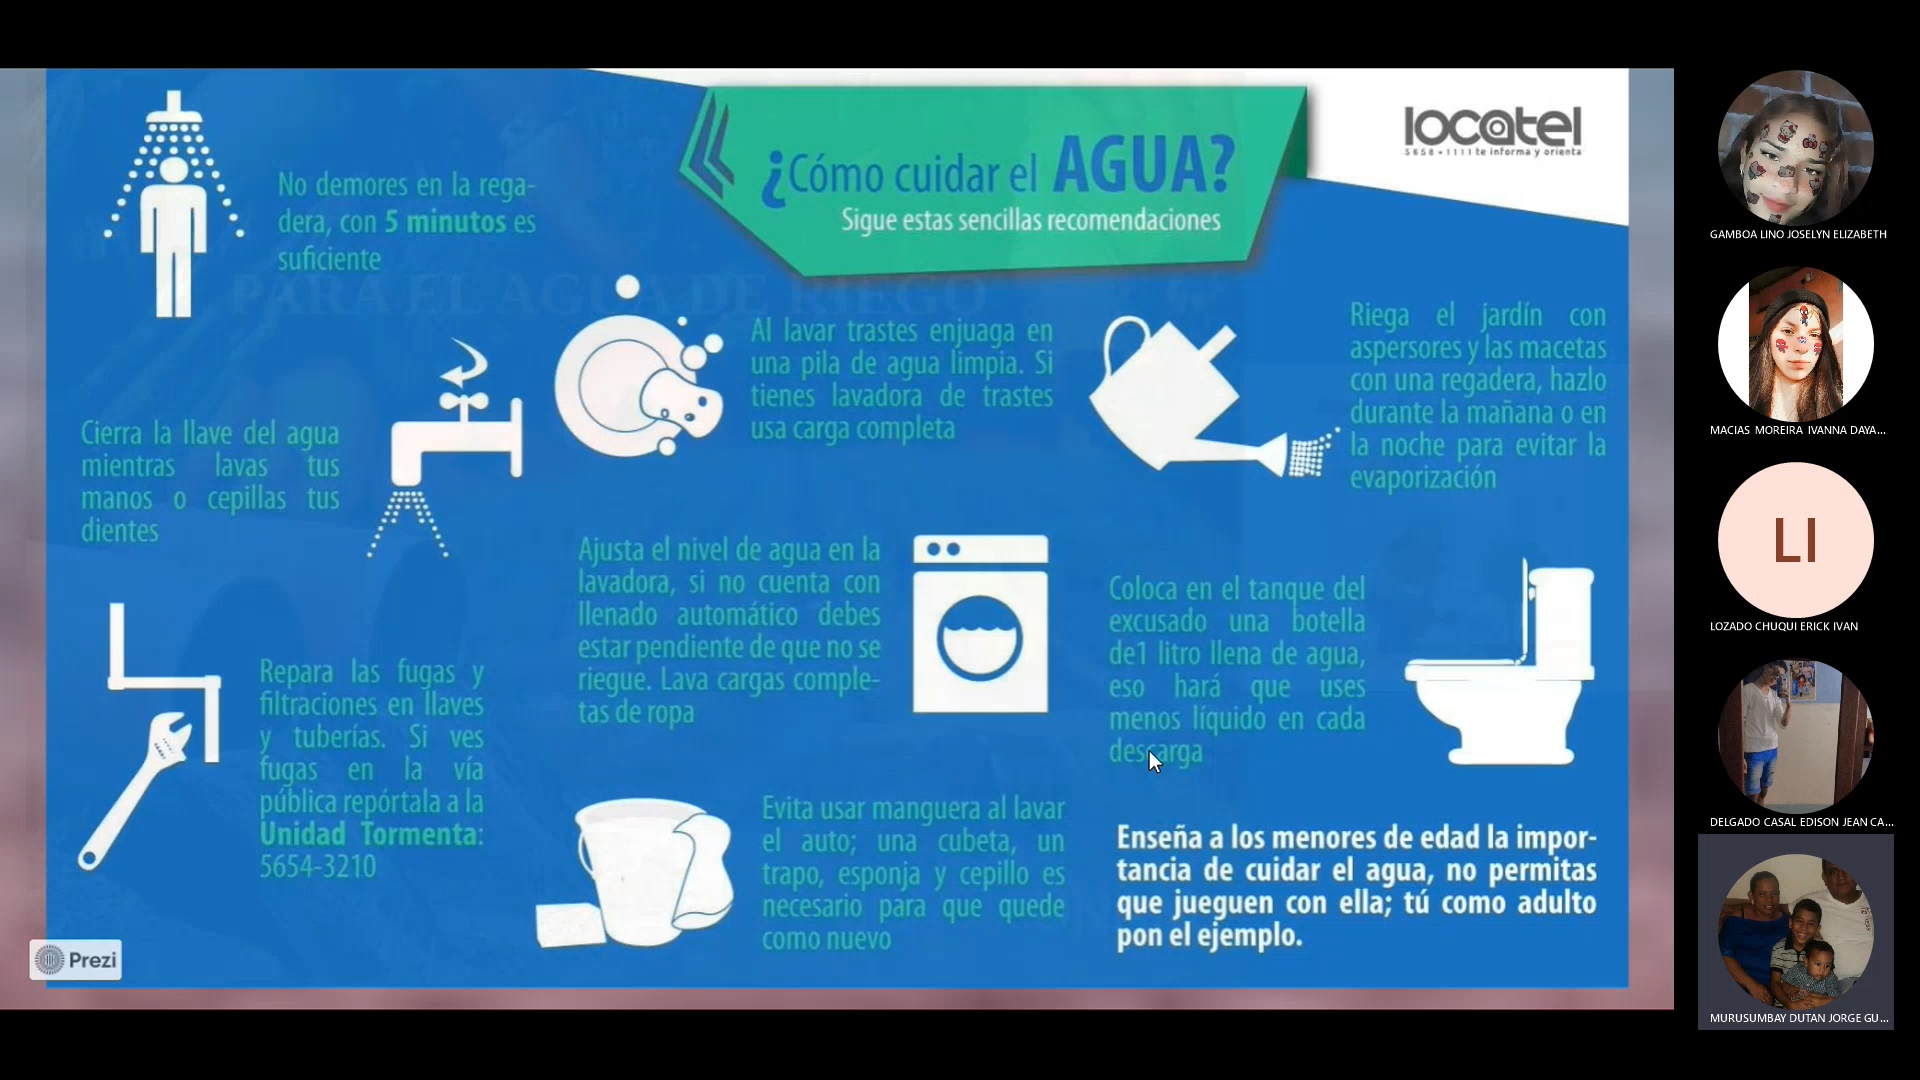 ¿Cómo cuidar el AGUA?
Sigue estas sencillas recomendaciones
locatel
5658 • 1111 te informa y orienta
No demores en la rega-
dera, con 5 minutos es
suficiente
PARA EL AGUA DE RIEGO
Cierra la llave del agua
mientras lavas tus
manos o cepillas tus
dientes
Al lavar trastes enjuaga en
una pila de agua limpia. Si
tienes lavadora de trastes
usa carga completa
Riega el jardín con
aspersores y las macetas
con una regadera, hazlo
durante la mañana o en
la noche para evitar la
evaporización
Repara las fugas y
filtraciones en llaves
y tuberías. Si ves
fugas en la vía
pública repórtala a la
Unidad Tormenta:
5654-3210
Ajusta el nivel de agua en la
lavadora, si no cuenta con
llenado automático debes
estar pendiente de que no se
riegue. Lava cargas comple-
tas de ropa
Coloca en el tanque del
excusado una botella
de1 litro llena de agua,
eso hará que uses
menos líquido en cada
descarga
Evita usar manguera al lavar
el auto; una cubeta, un
trapo, esponja y cepillo es
necesario para que quede
como nuevo
Enseña a los menores de edad la impor-
tancia de cuidar el agua, no permitas
que jueguen con ella; tú como adulto
pon el ejemplo.
Prezi
GAMBOA LINO JOSELYN ELIZABETH
MACIAS MOREIRA IVANNA DAYA...
LI
LOZADO CHUQUI ERICK IVAN
DELGADO CASAL EDISON JEAN CA...
MURUSUMBAY DUTAN JORGE GU...